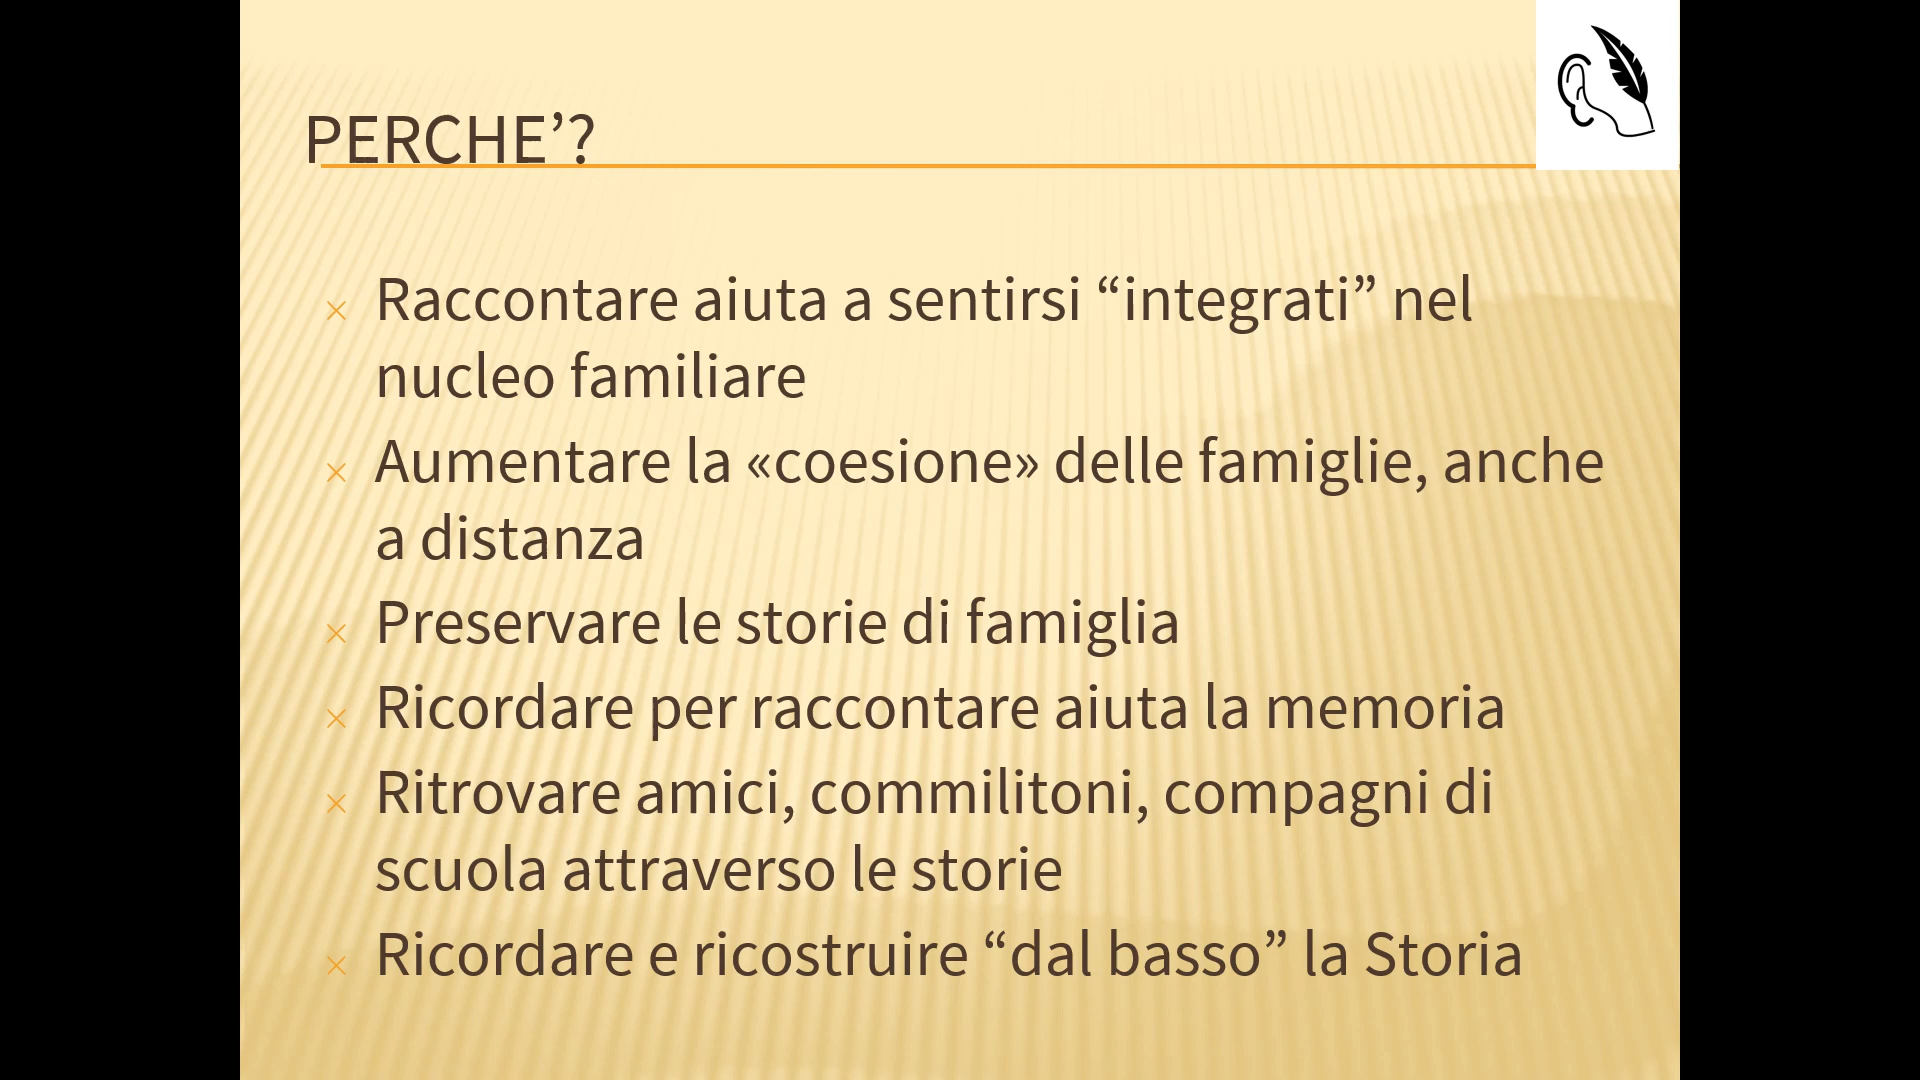 PERCHE’?
Raccontare aiuta a sentirsi “integrati” nel
nucleo familiare
Aumentare la «coesione» delle famiglie, anche
a distanza
Preservare le storie di famiglia
Ricordare per raccontare aiuta la memoria
Ritrovare amici, commilitoni, compagni di
scuola attraverso le storie
Ricordare e ricostruire “dal basso” la Storia